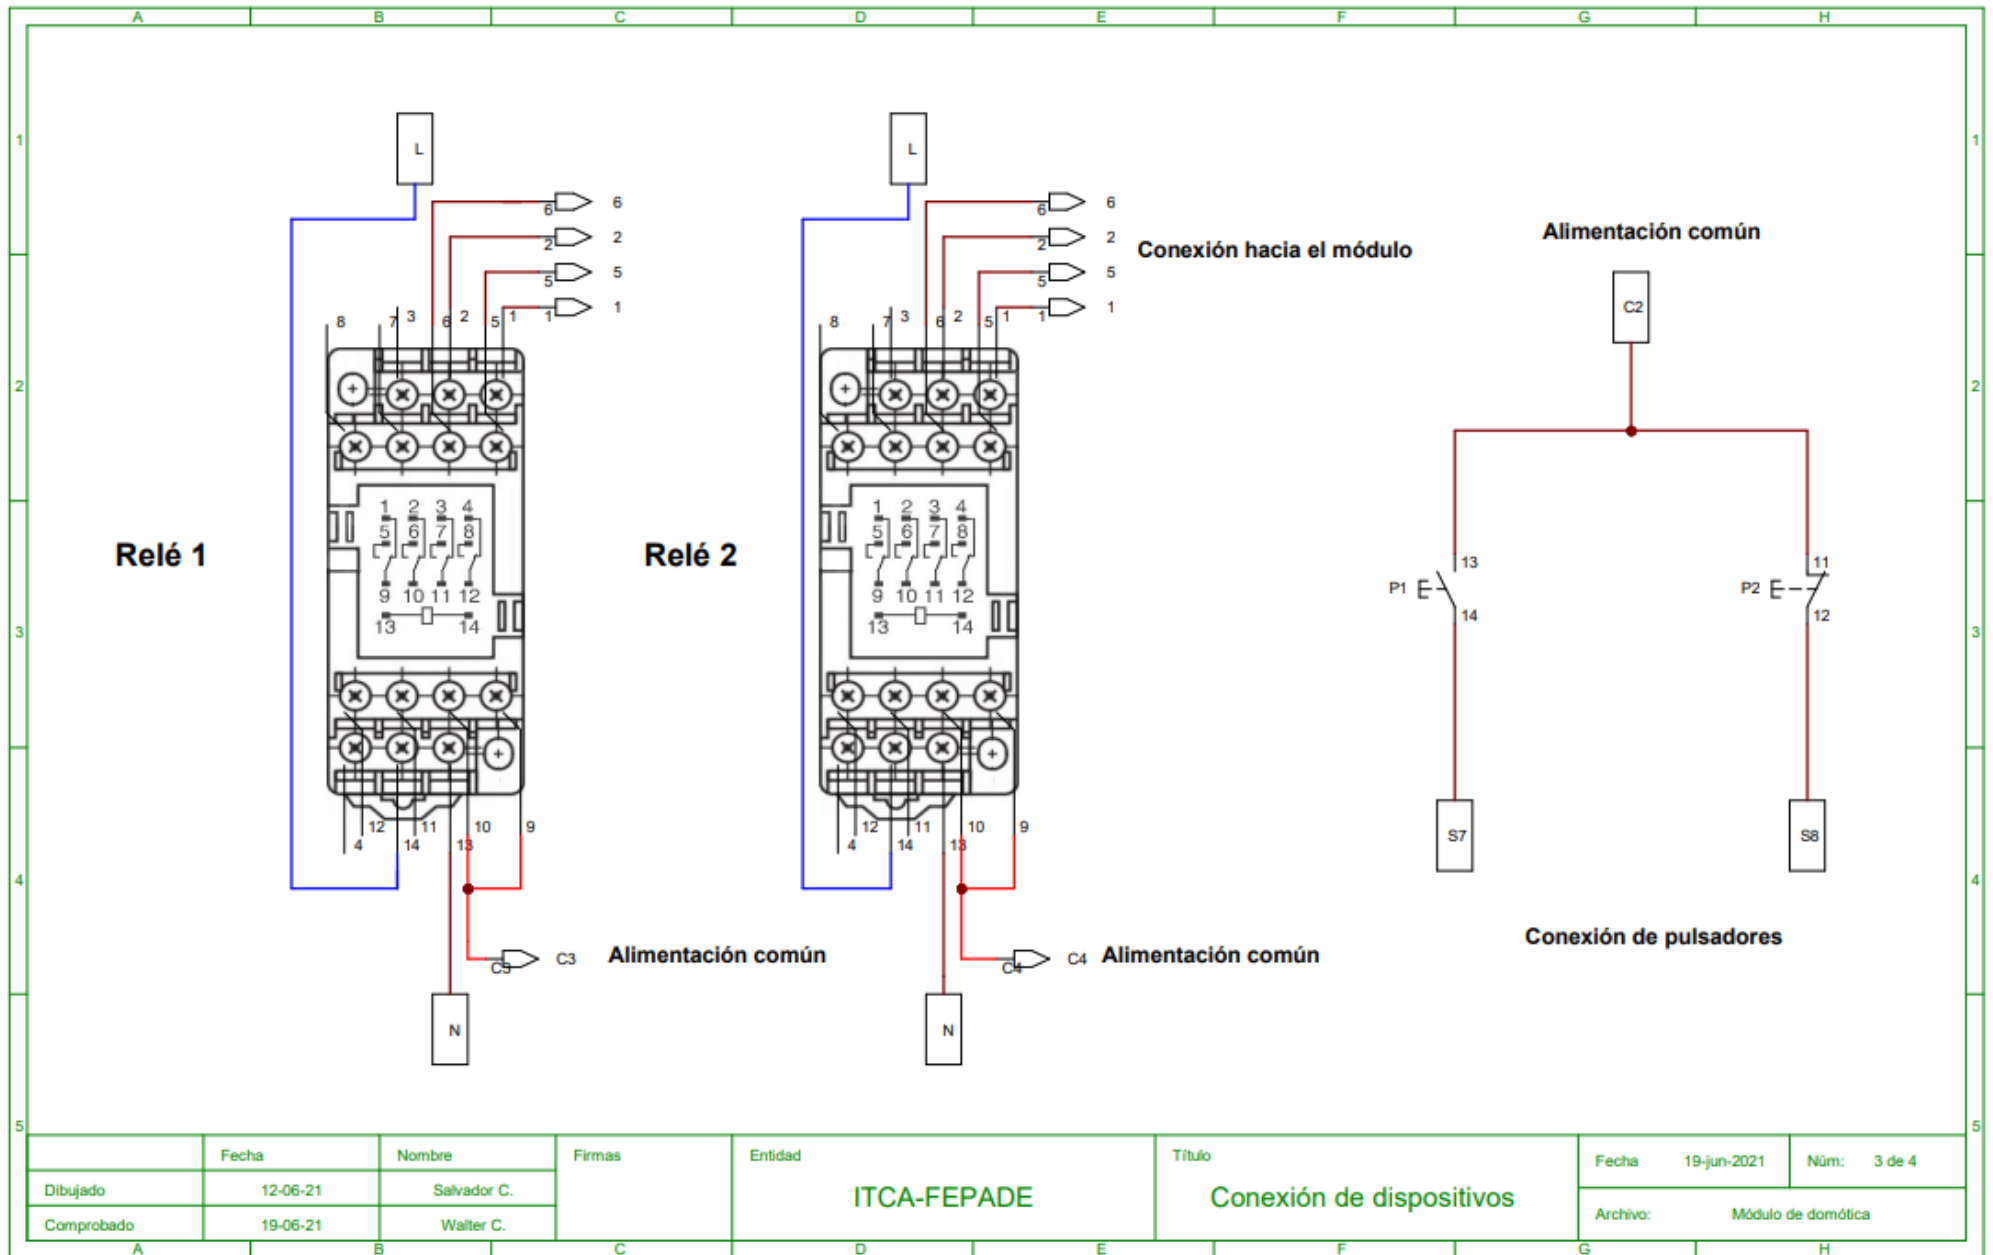 A B C D E F G H
1 1
L L
6 6 6 6
2 2 2 2
5 5 5 5
1 1 1 1
Conexión hacia el módulo
Alimentación común
C2
8 7 3 6 2 5 1
8 7 3 6 2 5 1
2 2
1 2 3 4
5 6 7 8
9 10 11 12
13 14
1 2 3 4
5 6 7 8
9 10 11 12
13 14
Relé 1
Relé 2
P1 13
14
P2 11
12
3 3
12 11 10 9
4 14 13
12 11 10 9
4 14 13
S7
S8
4 4
C3 C3 Alimentación común
C4 C4 Alimentación común
Conexión de pulsadores
N N
5 5
Fecha Nombre Firmas
Dibujado 12-06-21 Salvador C.
Comprobado 19-06-21 Walter C.
Entidad
ITCA-FEPADE
Título
Conexión de dispositivos
Fecha 19-jun-2021 Núm: 3 de 4
Archivo: Módulo de domótica
A B C D E F G H